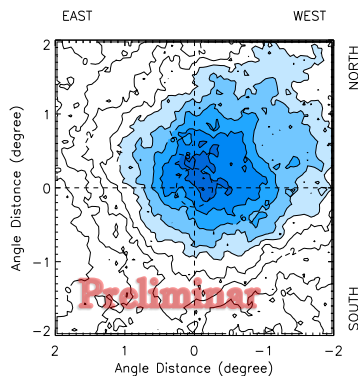 EAST WEST
2
1
0
−1
−2
Angle Distance (degree)
NORTH
SOUTH
Preliminar
2 1 0 −1 −2
Angle Distance (degree)